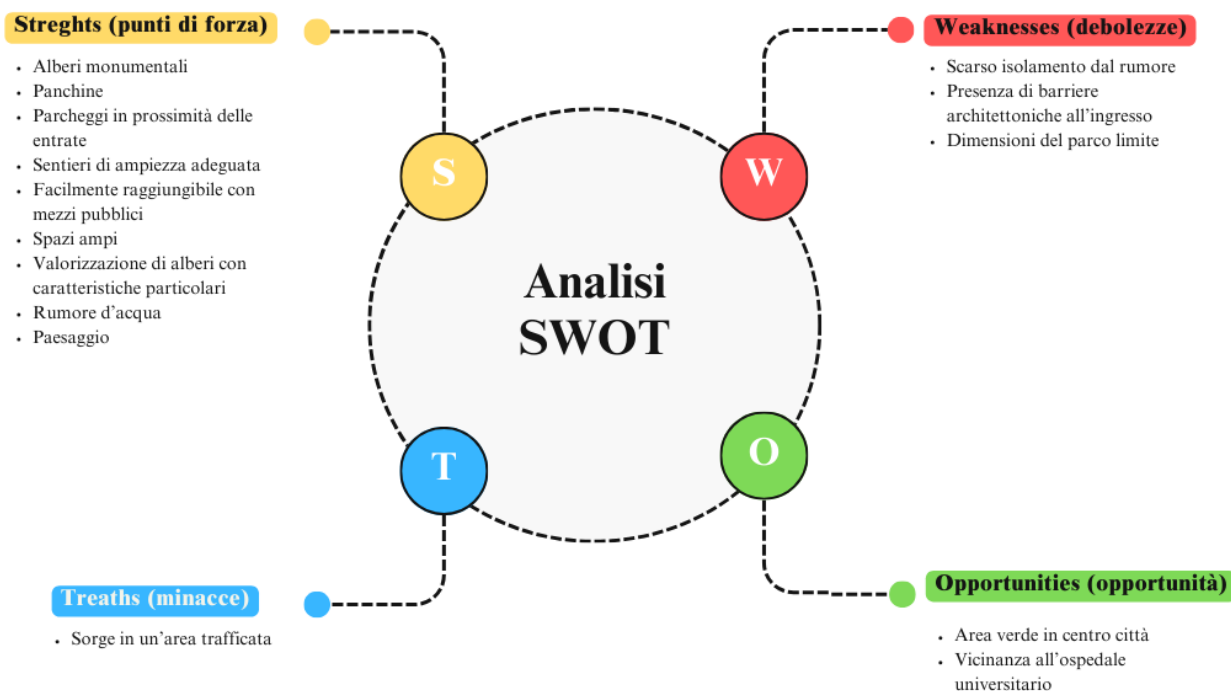 Streghts (punti di forza)
• Alberi monumentali
• Panchine
• Parcheggi in prossimità delle
entrate
• Sentieri di ampiezza adeguata
• Facilmente raggiungibile con
mezzi pubblici
• Spazi ampi
• Valorizzazione di alberi con
caratteristiche particolari
• Rumore d’acqua
• Paesaggio
Weaknesses (debolezze)
• Scarso isolamento dal rumore
• Presenza di barriere
architettoniche all’ingresso
• Dimensioni del parco limite
S
W
Analisi
SWOT
T
O
Treaths (minacce)
• Sorge in un’area trafficata
Opportunities (opportunità)
• Area verde in centro città
• Vicinanza all’ospedale
universitario